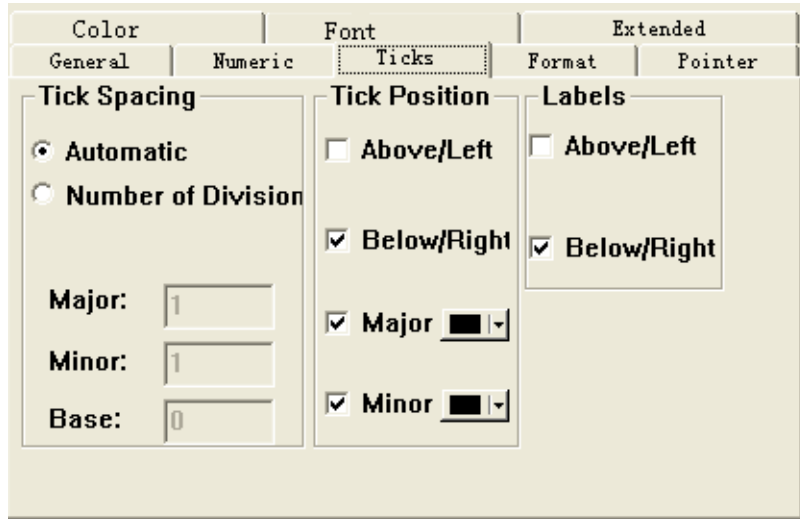 Color Font Extended
General Numeric Ticks Format Pointer
Tick Spacing
Automatic
Number of Division
Major: 1
Minor: 1
Base: 0
Tick Position
Above/Left
Below/Right
Major
Minor
Labels
Above/Left
Below/Right